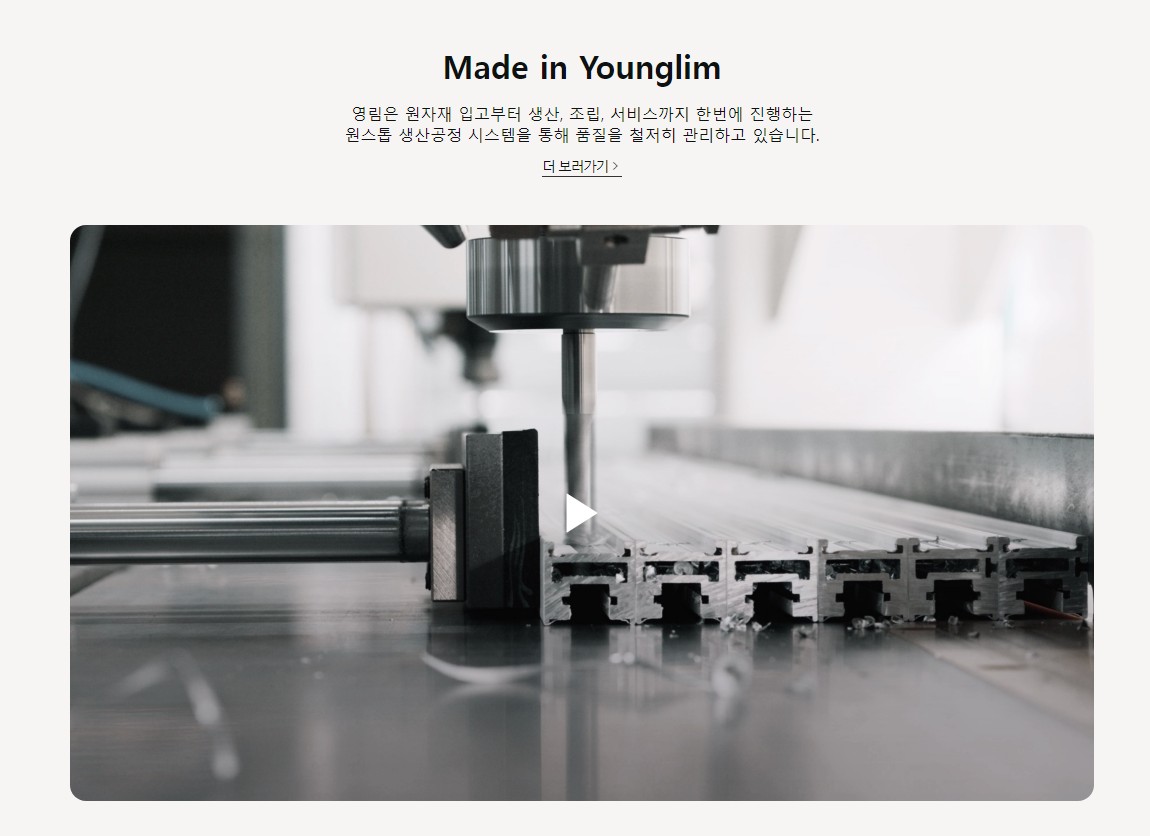 Made in Younglim
영림은 원자재 입고부터 생산, 조립, 서비스까지 한번에 진행하는
원스톱 생산공정 시스템을 통해 품질을 철저히 관리하고 있습니다.
더 보러가기 >